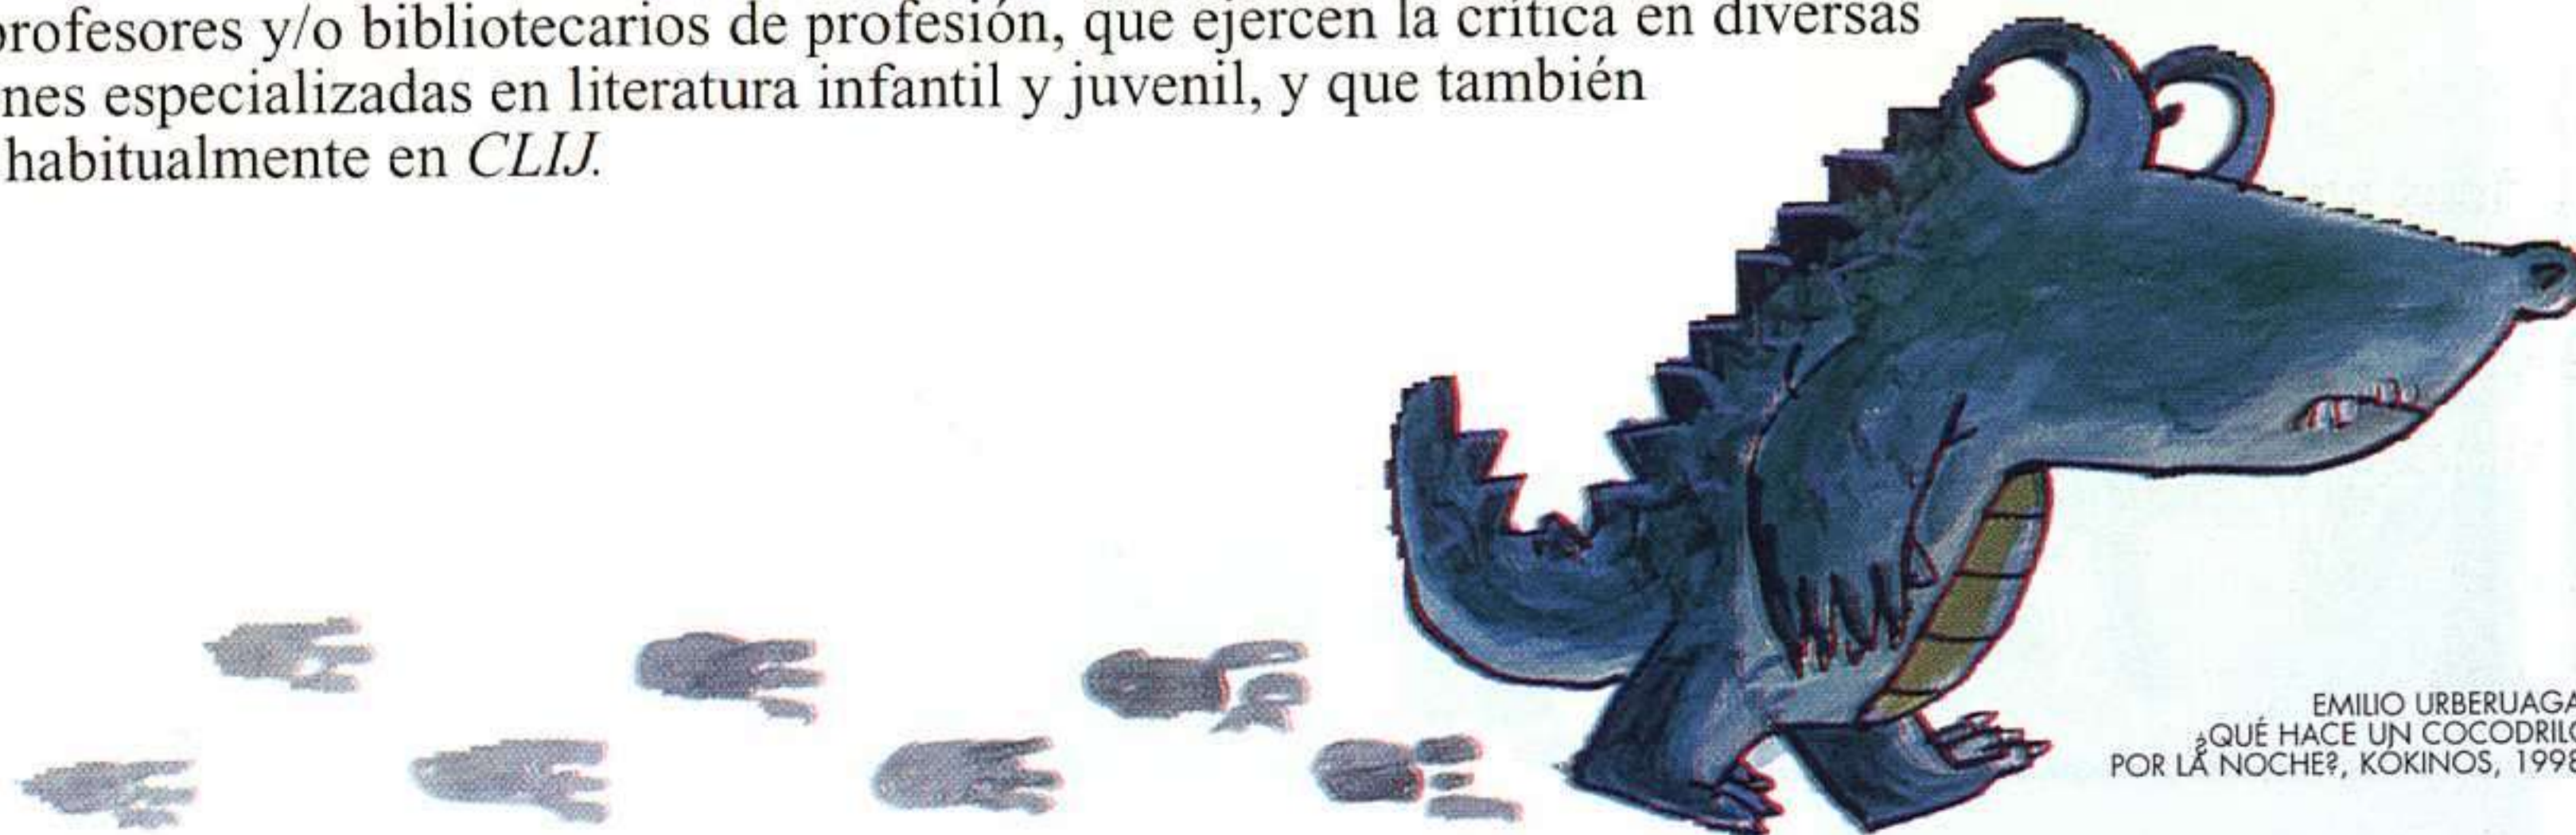 profesores y/o bibliotecarios de profesión, que ejercen la crítica en diversas
nes especializadas en literatura infantil y juvenil, y que también
habitualmente en CLIJ.
EMILIO URBERUAGA
¿QUÉ HACE UN COCODRILO
POR LA NOCHE?, KÓKINOS, 1998